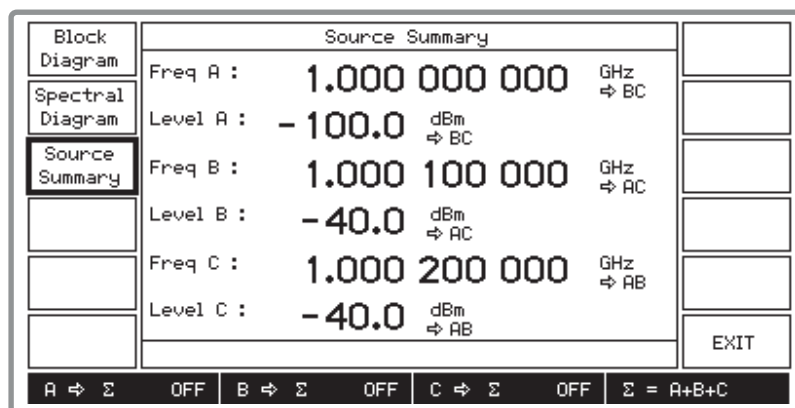 Block
Diagram
Spectral
Diagram
Source
Summary
Source Summary
Freq A : 1.000 000 000 GHz
⇨ BC
Level A : -100.0 dBm
⇨ BC
Freq B : 1.000 100 000 GHz
⇨ AC
Level B : -40.0 dBm
⇨ AC
Freq C : 1.000 200 000 GHz
⇨ AB
Level C : -40.0 dBm
⇨ AB
EXIT
A ⇨ Σ OFF B ⇨ Σ OFF C ⇨ Σ OFF Σ = A+B+C